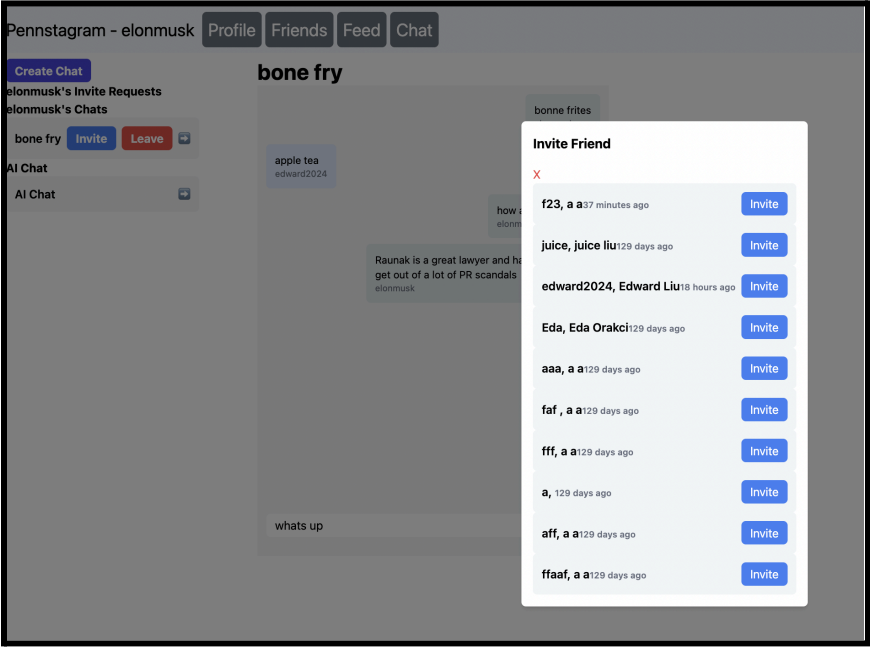 Pennstagram - elonmusk Profile Friends Feed Chat
Create Chat
elonmusk's Invite Requests
elonmusk's Chats
bone fry Invite Leave
AI Chat
AI Chat
bone fry
bonne frites
apple tea
edward2024
how
Raunak is a great lawyer and
get out of a lot of PR scandals
elonmusk
whats up
Invite Friend
X
f23, a a37 minutes ago Invite
juice, juice liu129 days ago Invite
edward2024, Edward Liu18 hours ago Invite
Eda, Eda Orakci129 days ago Invite
aaa, a a129 days ago Invite
faf , a a129 days ago Invite
fff, a a129 days ago Invite
a, 129 days ago Invite
aff, a a129 days ago Invite
ffaaf, a a129 days ago Invite